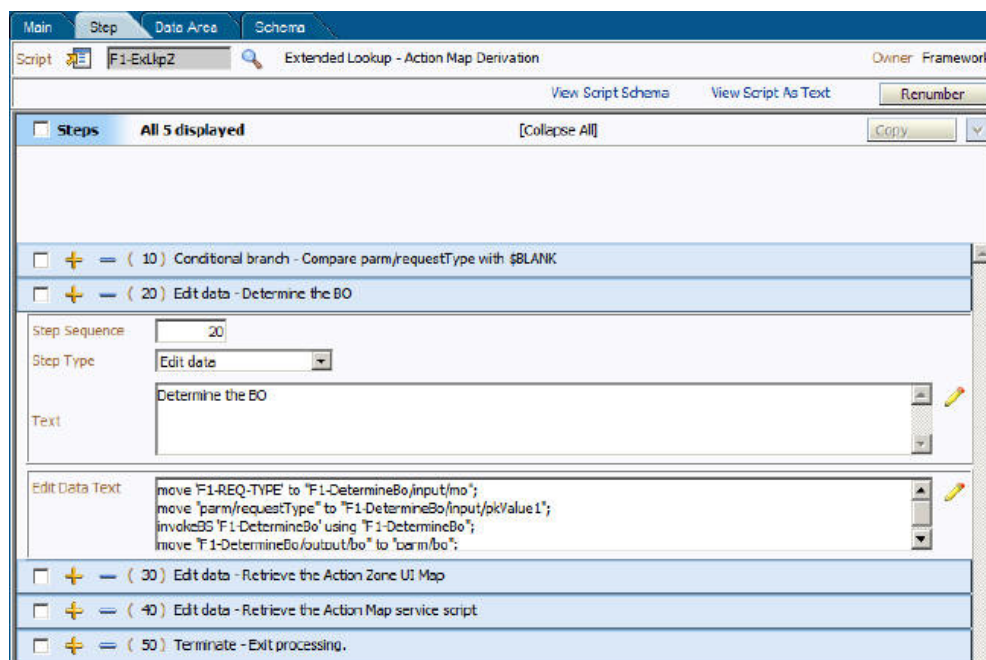 Main Step Data Area Schema
Script F1-ExLkpZ Extended Lookup - Action Map Derivation Owner Framework
View Script Schema View Script As Text Renumber
Steps All 5 displayed [Collapse All] Copy
( 10 ) Conditional branch - Compare parm/requestType with $BLANK
( 20 ) Edit data - Determine the BO
Step Sequence 20
Step Type Edit data
Determine the BO
Text
Edit Data Text move 'F1-REQ-TYPE' to "F1-DetermineBo/input/mo";
move "parm/requestType" to "F1-DetermineBo/input/pkValue1";
invokeBS 'F1-DetermineBo' using "F1-DetermineBo";
move "F1-DetermineBo/output/bo" to "parm/bo";
( 30 ) Edit data - Retrieve the Action Zone UI Map
( 40 ) Edit data - Retrieve the Action Map service script
( 50 ) Terminate - Exit processing.